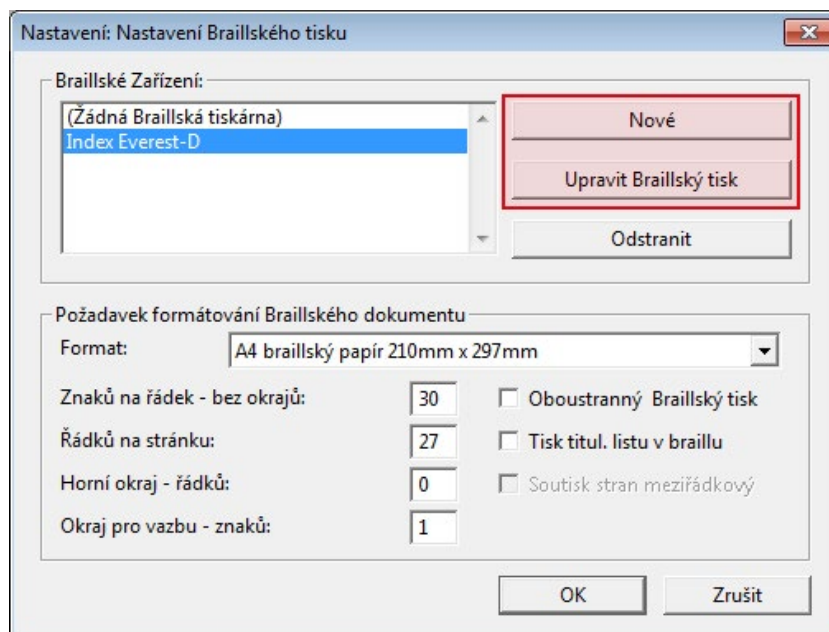 Nastavení: Nastavení Braillského tisku
Braillské Zařízení:
(Žádná Braillská tiskárna)
Index Everest-D
Nové
Upravit Braillský tisk
Odstranit
Požadavek formátování Braillského dokumentu
Format: A4 braillský papír 210mm x 297mm
Znaků na řádek - bez okrajů: 30 Oboustranný Braillský tisk
Řádků na stránku: 27 Tisk titul. listu v braillu
Horní okraj - řádků: 0 Soutisk stran meziřádkový
Okraj pro vazbu - znaků: 1
OK Zrušit